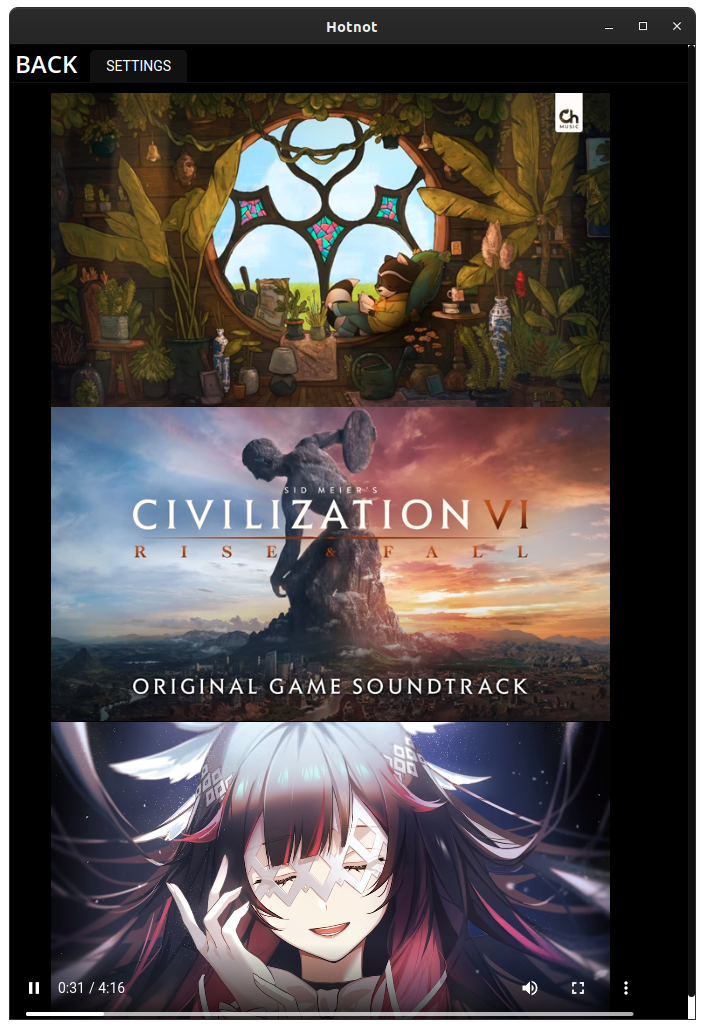 Hotnot
BACK
SETTINGS
Ch
MUSIC
SID MEIER'S
CIVILIZATION VI
RISE & FALL
ORIGINAL GAME SOUNDTRACK
0:31 / 4:16